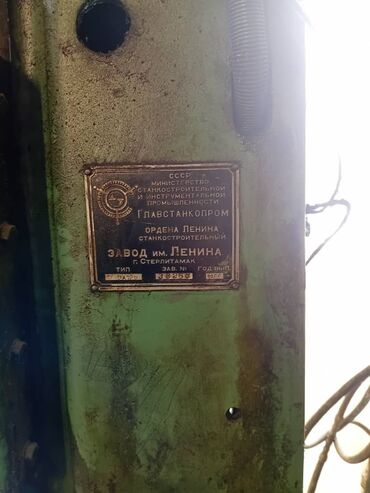 СССР
МИНИСТЕРСТВО
СТАНКОСТРОИТЕЛЬНОЙ
И ИНСТРУМЕНТАЛЬНОЙ
ПРОМЫШЛЕННОСТИ
ГЛАВСТАНКОПРОМ
ОРДЕНА ЛЕНИНА
СТАНКОСТРОИТЕЛЬНЫЙ
ЗАВОД ИМ. ЛЕНИНА
Г. СТЕРЛИТАМАК
ТИП ЗАВ. № ГОД ВЫП.